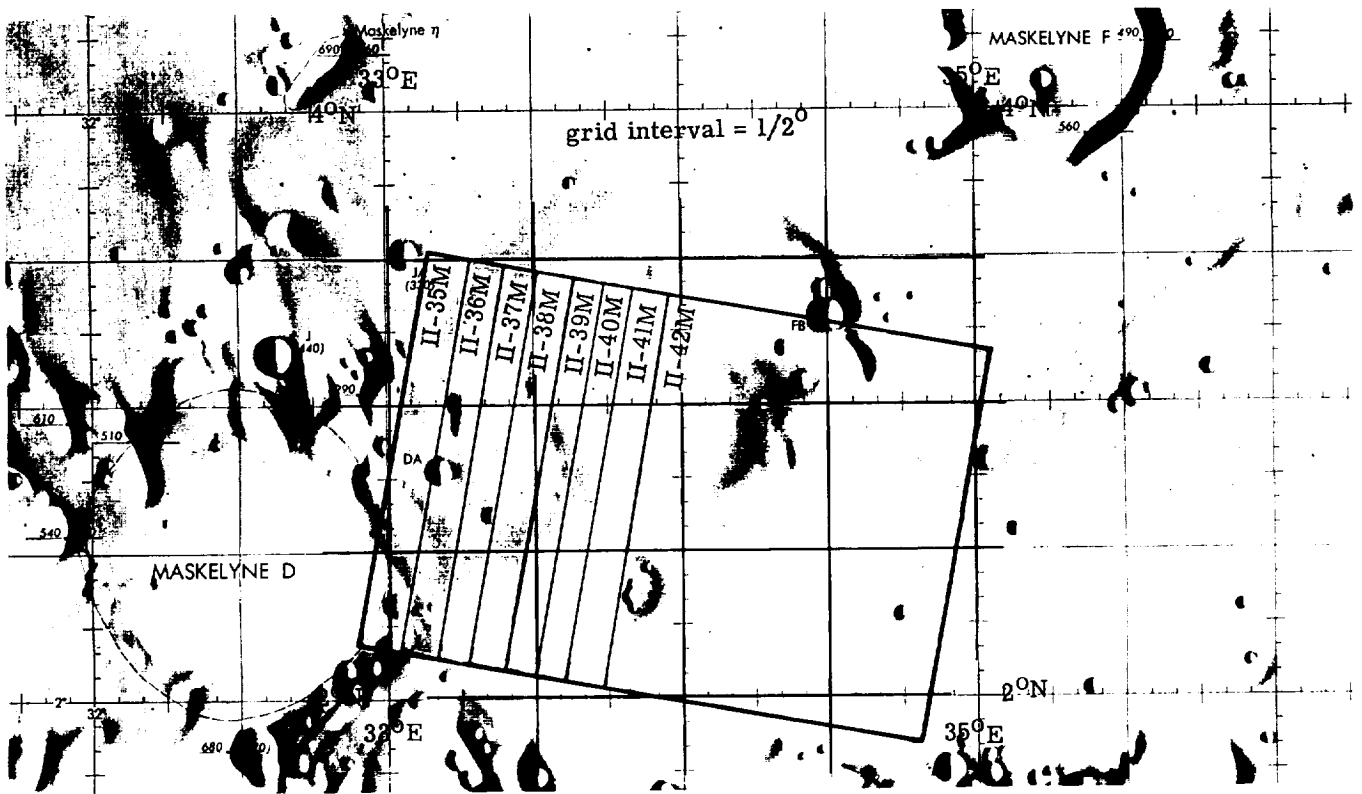 Maskelyne η
690
MASKELYNE F
490
33°E
35°E
32°
4°N
4°N
grid interval = 1/2°
560
J
II-35M
II-36M
II-37M
II-38M
II-39M
II-40M
II-41M
II-42M
FB
J
390
610
510
DA
540
MASKELYNE D
2°
32°
2°N
32°E
35°E
680